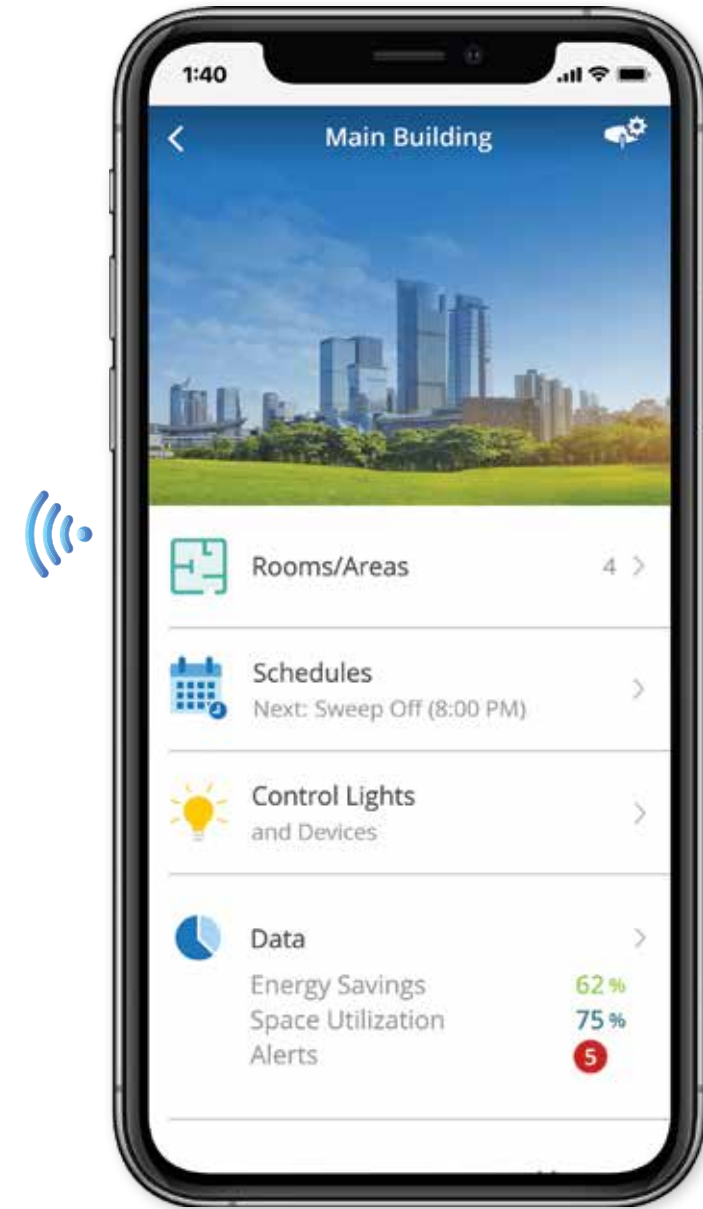 1:40
Main Building
Rooms/Areas 4
Schedules
Next: Sweep Off (8:00 PM)
Control Lights
and Devices
Data
Energy Savings 62%
Space Utilization 75%
Alerts 5